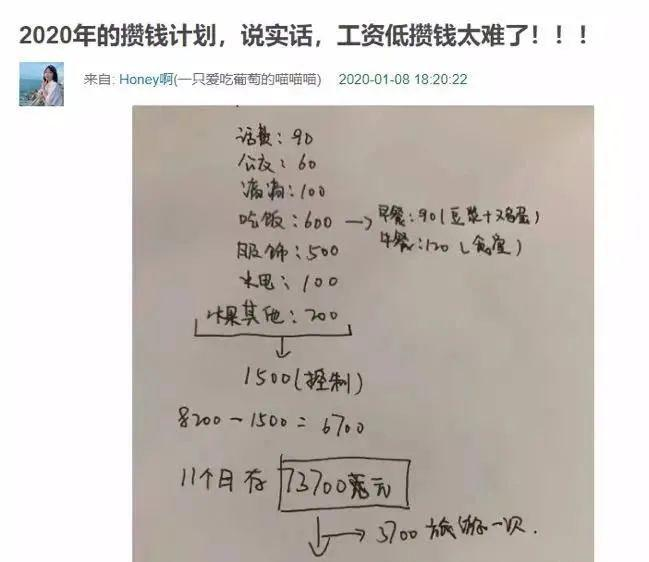 2020年的攒钱计划，说实话，工资低攒钱太难了！！！
来自: Honey啊(一只爱吃葡萄的喵喵喵) 2020-01-08 18:20:22
话费：90
公交：60
滴滴：100
吃饭：600 → 早餐：90(豆浆+鸡蛋)
午餐：120(食堂)
服饰：500
水电：100
水果其他：200
1500(控制)
8200-1500=6700
11个月存 73700 元
→ 3700 旅游一次.